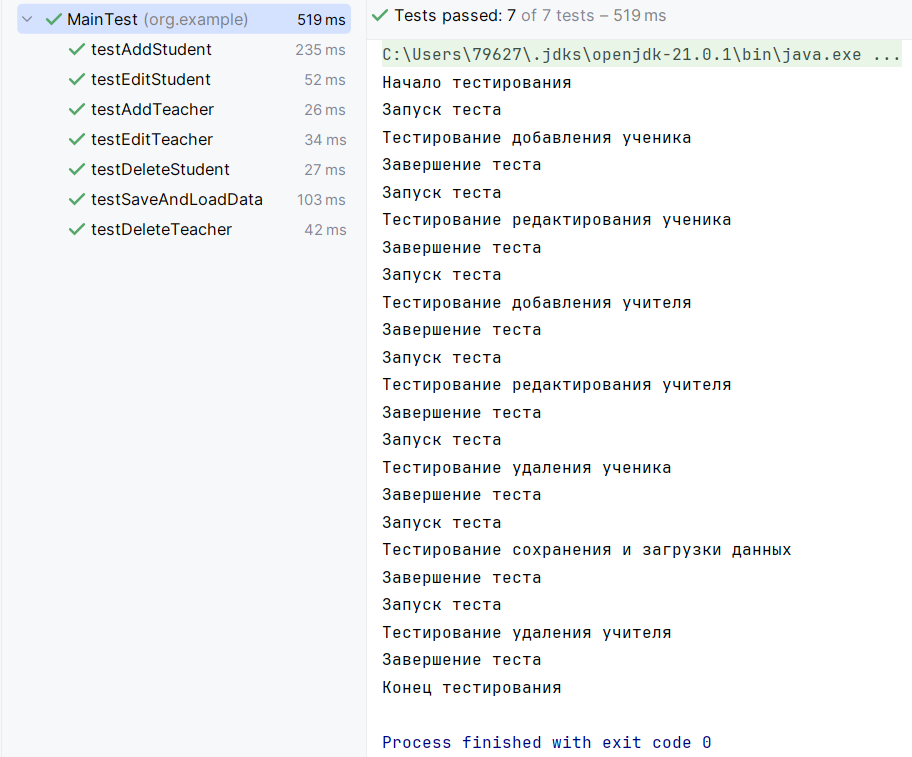 MainTest (org.example) 519 ms
testAddStudent 235 ms
testEditStudent 52 ms
testAddTeacher 26 ms
testEditTeacher 34 ms
testDeleteStudent 27 ms
testSaveAndLoadData 103 ms
testDeleteTeacher 42 ms
Tests passed: 7 of 7 tests – 519 ms
C:\Users\79627\.jdks\openjdk-21.0.1\bin\java.exe ...
Начало тестирования
Запуск теста
Тестирование добавления ученика
Завершение теста
Запуск теста
Тестирование редактирования ученика
Завершение теста
Запуск теста
Тестирование добавления учителя
Завершение теста
Запуск теста
Тестирование редактирования учителя
Завершение теста
Запуск теста
Тестирование удаления ученика
Завершение теста
Запуск теста
Тестирование сохранения и загрузки данных
Завершение теста
Запуск теста
Тестирование удаления учителя
Завершение теста
Конец тестирования
Process finished with exit code 0